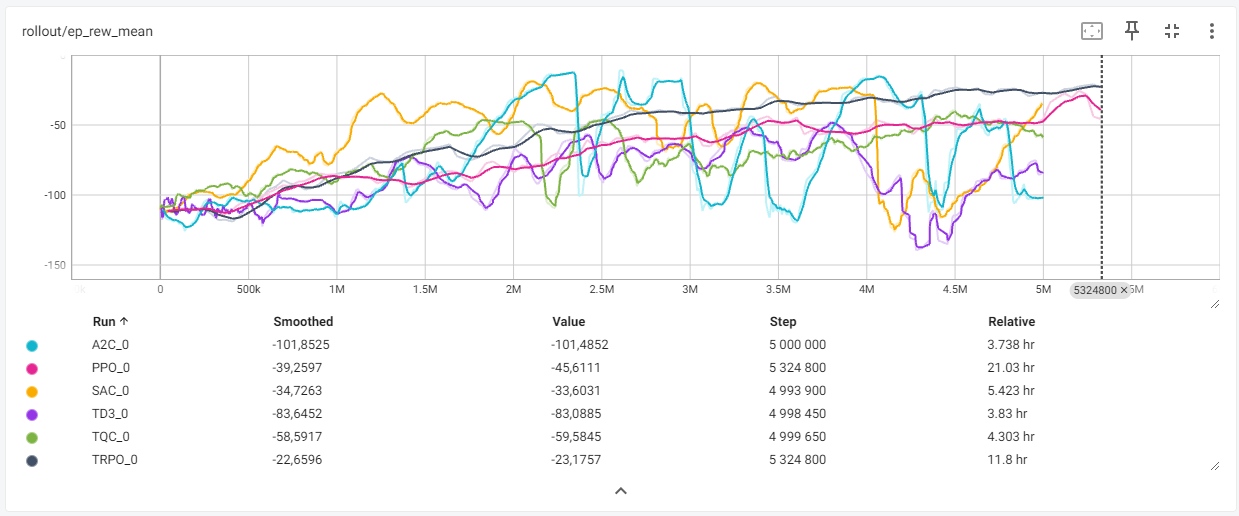 rollout/ep_rew_mean
-50
-100
-150
0 500k 1M 1.5M 2M 2.5M 3M 3.5M 4M 4.5M 5M 5324800 × 5M
Run ↑ Smoothed Value Step Relative
A2C_0 -101,8525 -101,4852 5 000 000 3.738 hr
PPO_0 -39,2597 -45,6111 5 324 800 21.03 hr
SAC_0 -34,7263 -33,6031 4 993 900 5.423 hr
TD3_0 -83,6452 -83,0885 4 998 450 3.83 hr
TQC_0 -58,5917 -59,5845 4 999 650 4.303 hr
TRPO_0 -22,6596 -23,1757 5 324 800 11.8 hr